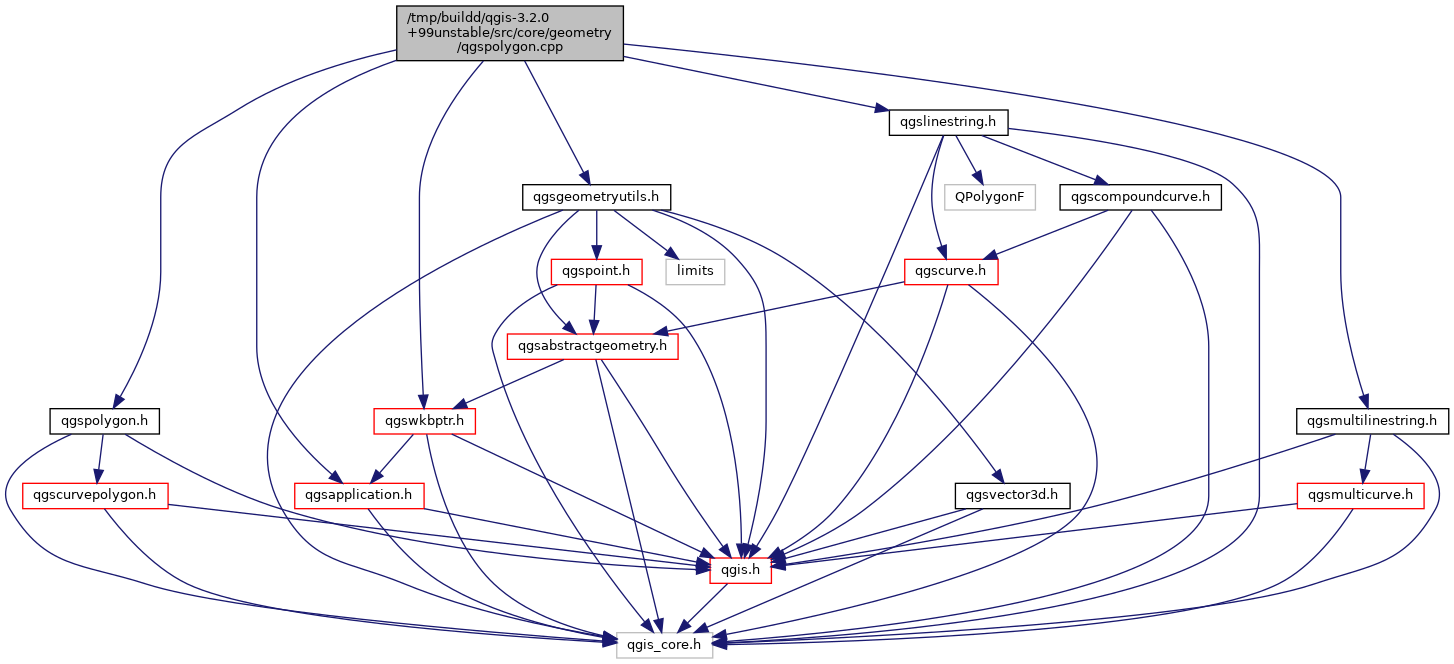 /tmp/buildd/qgis-3.2.0
+99unstable/src/core/geometry
/qgspolygon.cpp
qgslinestring.h
qgsgeometryutils.h
QPolygonF
qgscompoundcurve.h
qgspoint.h
limits
qgscurve.h
qgsabstractgeometry.h
qgspolygon.h
qgswkbptr.h
qgsmultilinestring.h
qgscurvepolygon.h
qgsapplication.h
qgsvector3d.h
qgsmulticurve.h
qgis.h
qgis_core.h